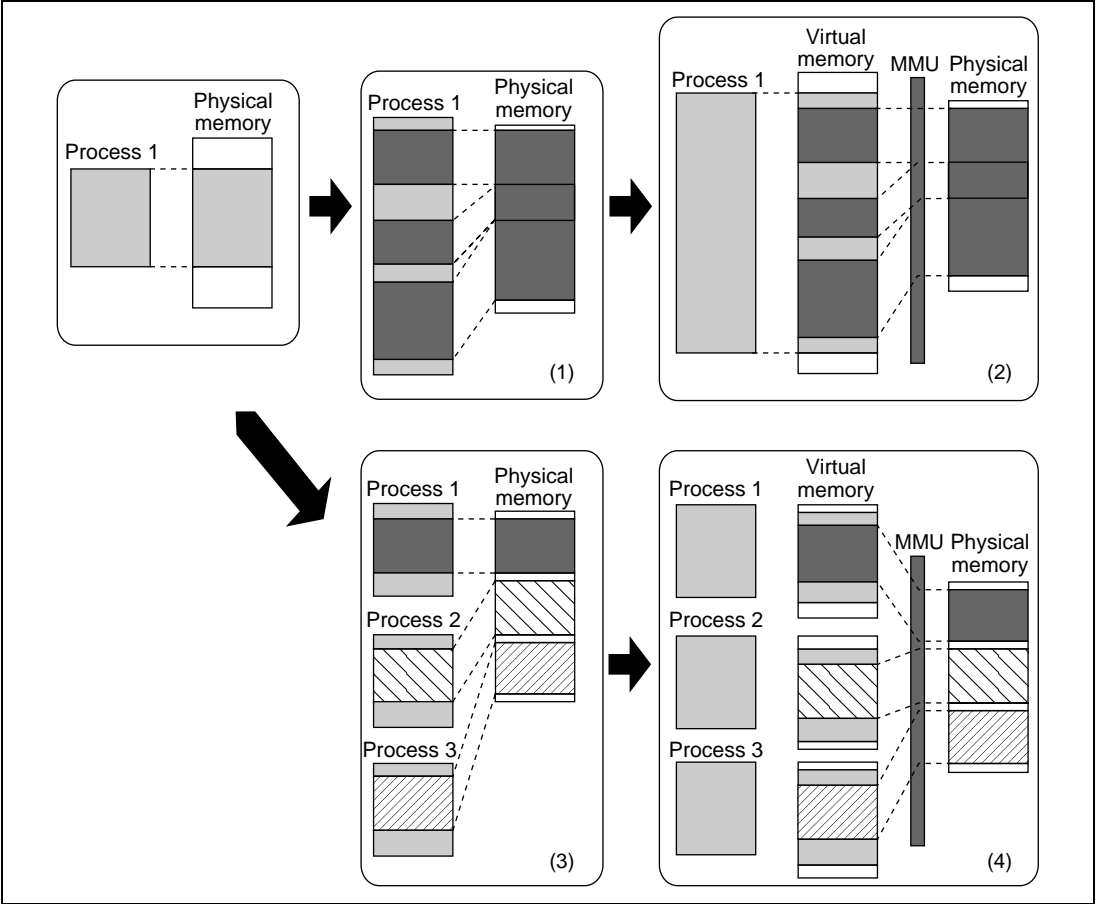 Process 1
Physical
memory
Process 1
Physical
memory
(1)
Process 1
Virtual
memory
MMU
Physical
memory
(2)
Process 1
Physical
memory
Process 2
Process 3
(3)
Process 1
Virtual
memory
MMU
Physical
memory
Process 2
Process 3
(4)